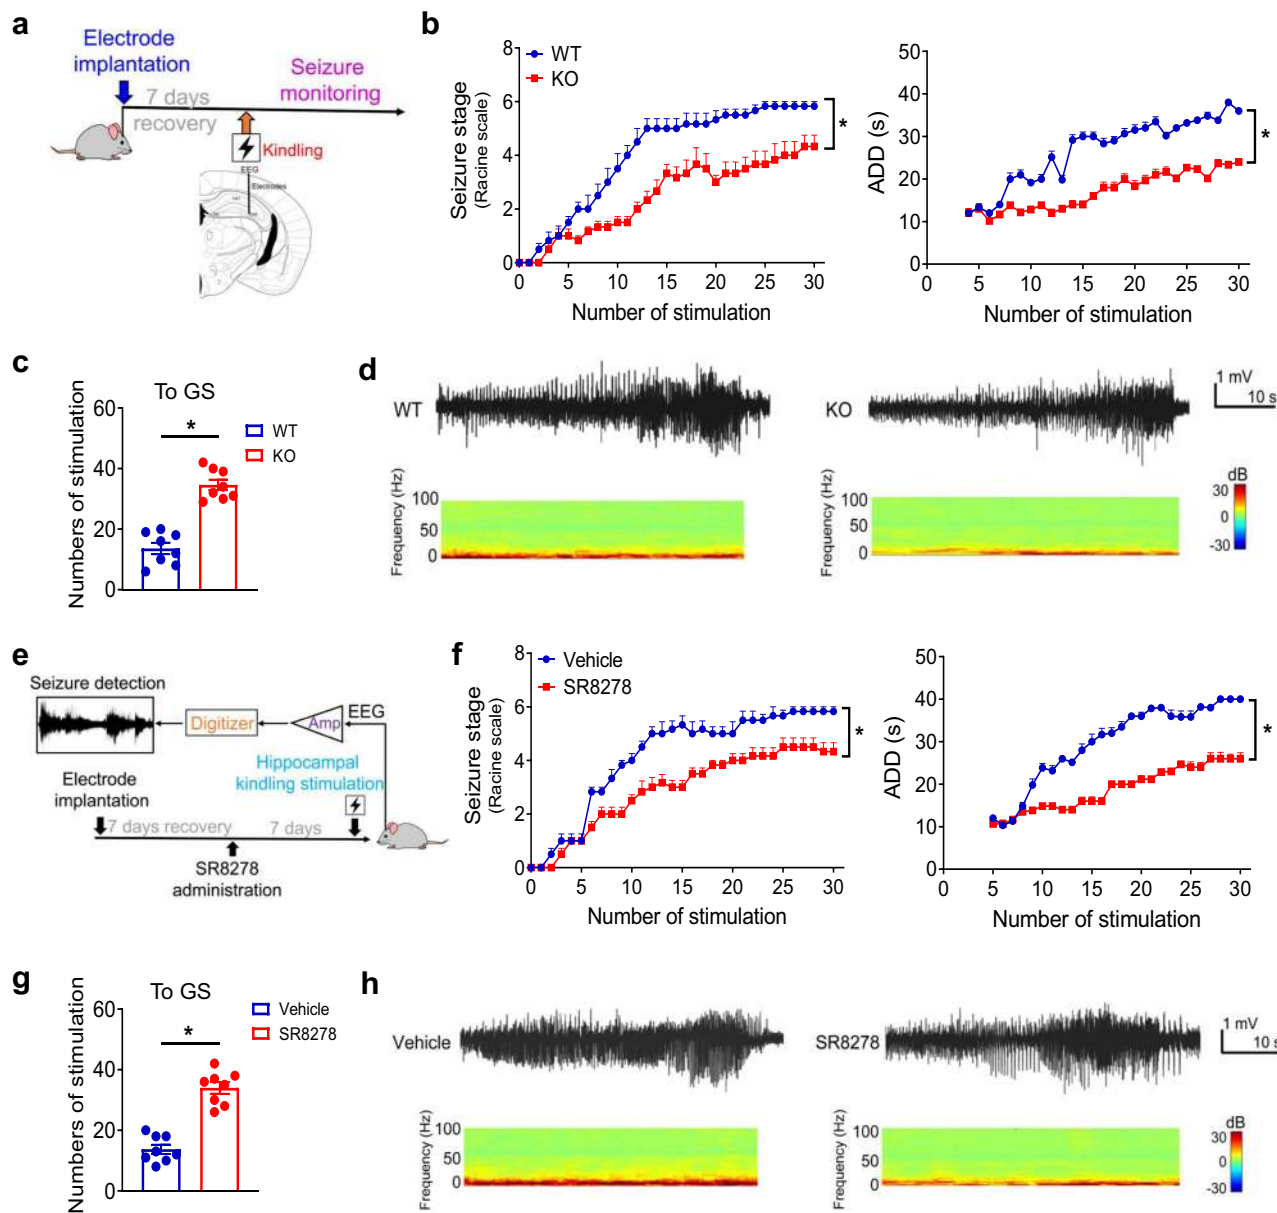 a
Electrode
implantation
7 days
recovery
Seizure
monitoring
Kindling
EEG
Electrodes
b
WT
KO
Seizure stage
(Racine scale)
8
6
4
2
0
0 5 10 15 20 25 30
Number of stimulation
*
ADD (s)
50
40
30
20
10
0
0 5 10 15 20 25 30
Number of stimulation
*
c
To GS
Numbers of stimulation
60
40
20
0
*
WT
KO
d
WT
KO
1 mV
10 s
Frequency (Hz)
100
50
0
Frequency (Hz)
100
50
0
dB
30
0
-30
e
Seizure detection
Digitizer
Amp
EEG
Hippocampal
kindling stimulation
Electrode
implantation
7 days recovery
7 days
SR8278
administration
f
Vehicle
SR8278
Seizure stage
(Racine scale)
8
6
4
2
0
0 5 10 15 20 25 30
Number of stimulation
*
ADD (s)
50
40
30
20
10
0
0 5 10 15 20 25 30
Number of stimulation
*
g
To GS
Numbers of stimulation
60
40
20
0
*
Vehicle
SR8278
h
Vehicle
SR8278
1 mV
10 s
Frequency (Hz)
100
50
0
Frequency (Hz)
100
50
0
dB
30
0
-30